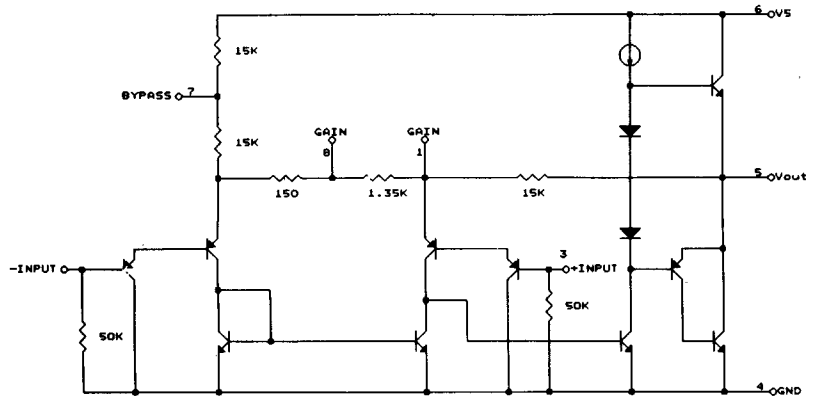 6 VS
15K
BYPASS 7
15K
GAIN
8
GAIN
1
150
1.35K
15K
5 Vout
-INPUT
3
+INPUT
50K
50K
4 GND